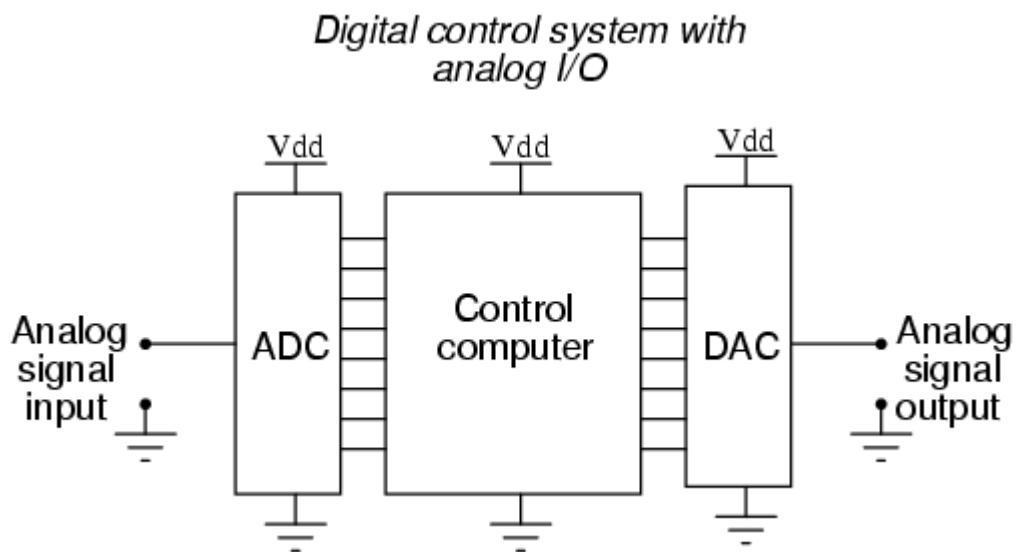 Digital control system with
analog I/O
Vdd
Vdd
Vdd
Analog
signal
input
ADC
Control
computer
DAC
Analog
signal
output